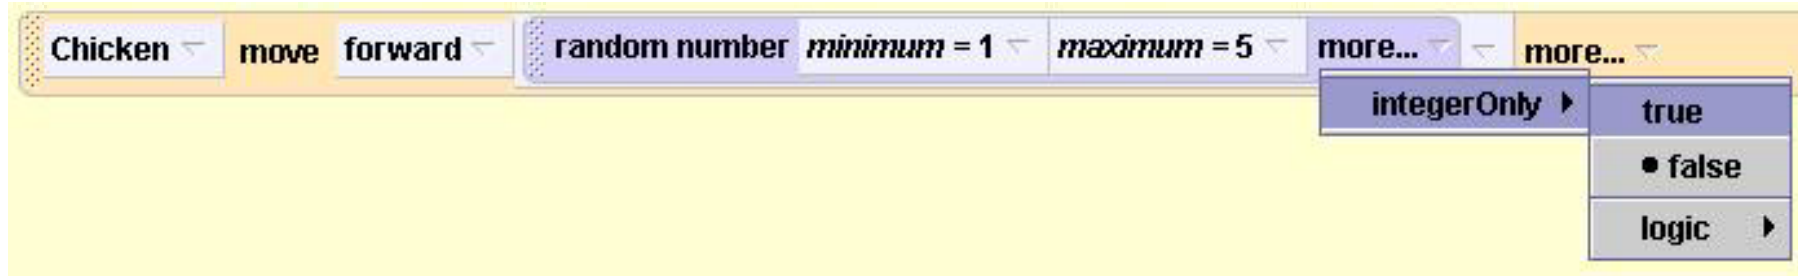 Chicken move forward random number minimum = 1 maximum = 5 more... more...
integerOnly
true
false
logic